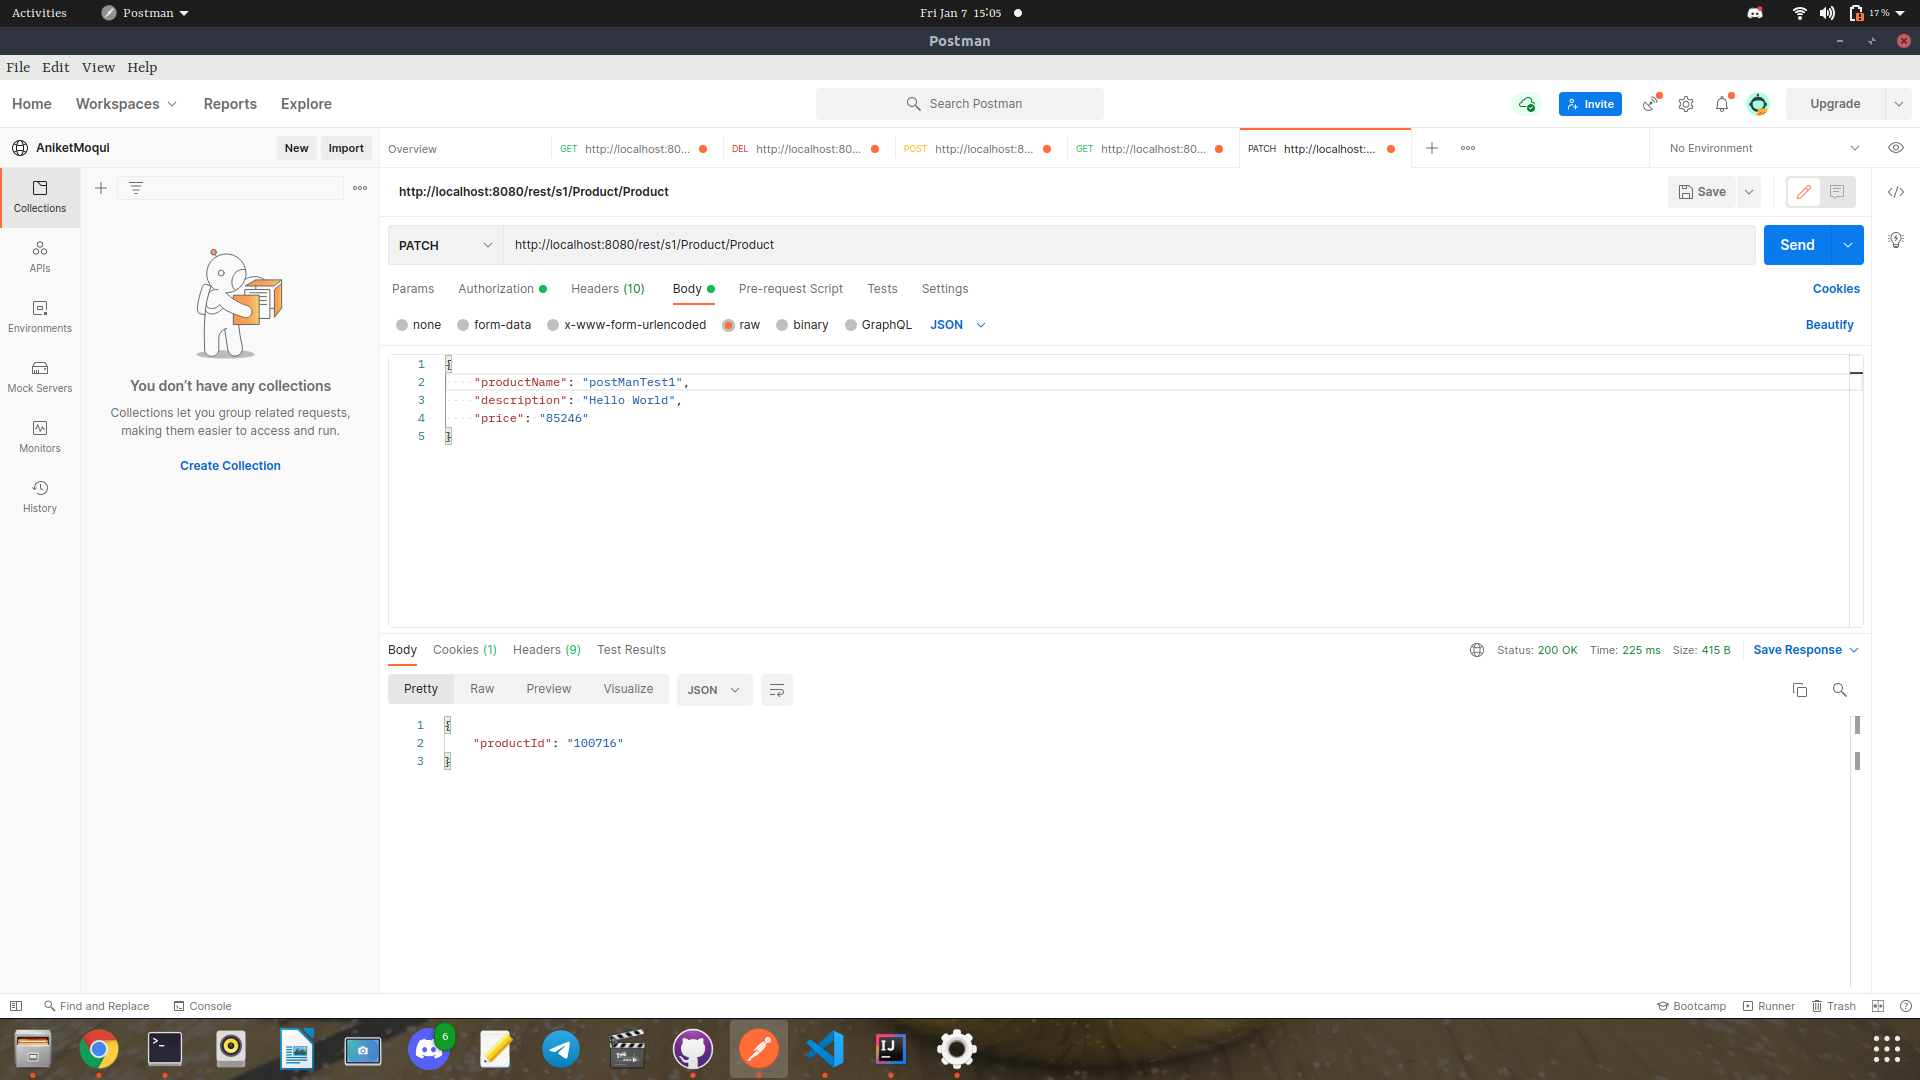 Activities Postman Fri Jan 7 15:05 17 %
Postman
File Edit View Help
Home Workspaces Reports Explore Search Postman Invite Upgrade
AniketMoqui New Import
Overview GET http://localhost:80... DEL http://localhost:80... POST http://localhost:8... GET http://localhost:80... PATCH http://localhost:... No Environment
Collections
APIs
Environments
Mock Servers
Monitors
History
You don’t have any collections
Collections let you group related requests,
making them easier to access and run.
Create Collection
http://localhost:8080/rest/s1/Product/Product Save
PATCH http://localhost:8080/rest/s1/Product/Product Send
Params Authorization Headers (10) Body Pre-request Script Tests Settings Cookies
none form-data x-www-form-urlencoded raw binary GraphQL JSON Beautify
1 {
2 "productName": "postManTest1",
3 "description": "Hello World",
4 "price": "85246"
5 }
Body Cookies (1) Headers (9) Test Results Status: 200 OK Time: 225 ms Size: 415 B Save Response
Pretty Raw Preview Visualize JSON
1 {
2 "productId": "100716"
3 }
Find and Replace Console Bootcamp Runner Trash
6
IJ